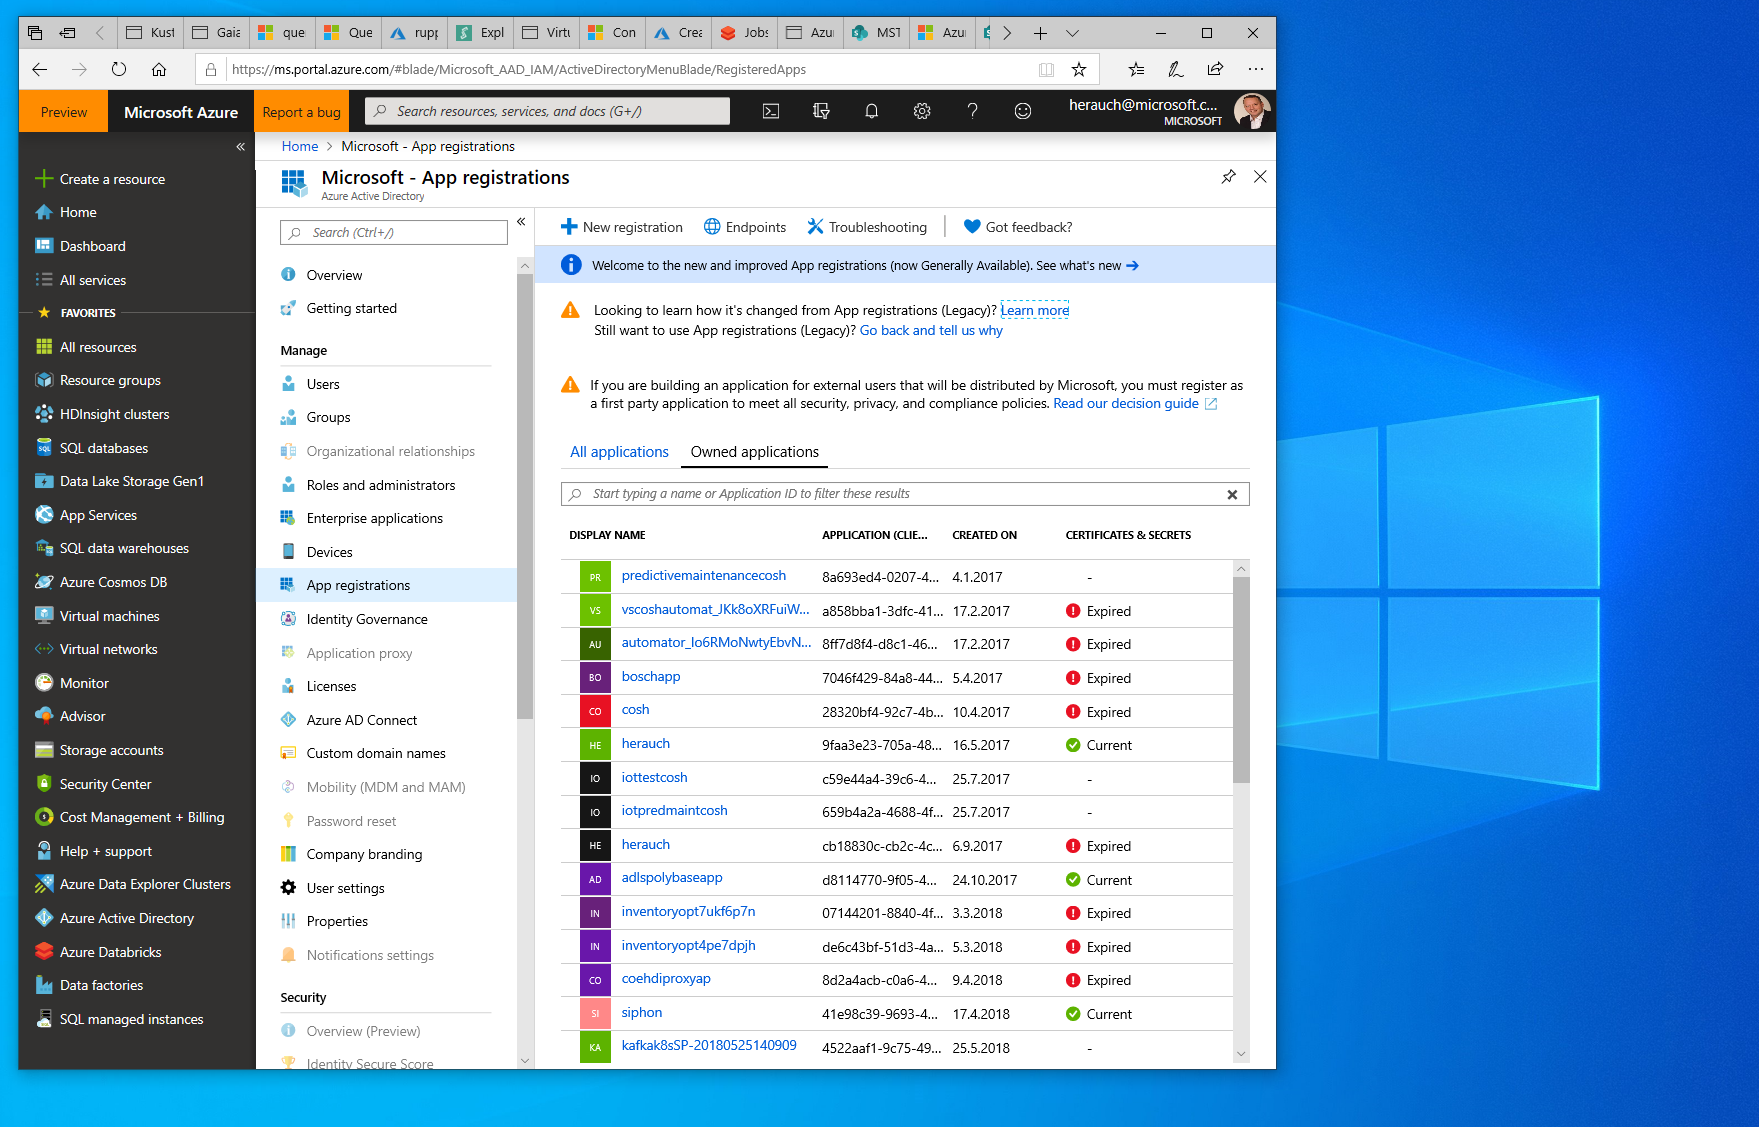 Kust
Gaia
que
Que
rupp
Expl
Virtu
Con
Crea
Jobs
Azur
MST
Azur
https://ms.portal.azure.com/#blade/Microsoft_AAD_IAM/ActiveDirectoryMenuBlade/RegisteredApps
Preview
Microsoft Azure
Report a bug
Search resources, services, and docs (G+/)
herauch@microsoft.c...
MICROSOFT
Create a resource
Home
Dashboard
All services
FAVORITES
All resources
Resource groups
HDInsight clusters
SQL databases
Data Lake Storage Gen1
App Services
SQL data warehouses
Azure Cosmos DB
Virtual machines
Virtual networks
Monitor
Advisor
Storage accounts
Security Center
Cost Management + Billing
Help + support
Azure Data Explorer Clusters
Azure Active Directory
Azure Databricks
Data factories
SQL managed instances
Home > Microsoft - App registrations
Microsoft - App registrations
Azure Active Directory
Search (Ctrl+/)
Overview
Getting started
Manage
Users
Groups
Organizational relationships
Roles and administrators
Enterprise applications
Devices
App registrations
Identity Governance
Application proxy
Licenses
Azure AD Connect
Custom domain names
Mobility (MDM and MAM)
Password reset
Company branding
User settings
Properties
Notifications settings
Security
Overview (Preview)
Identity Secure Score
New registration
Endpoints
Troubleshooting
Got feedback?
Welcome to the new and improved App registrations (now Generally Available). See what's new →
Looking to learn how it's changed from App registrations (Legacy)? Learn more
Still want to use App registrations (Legacy)? Go back and tell us why
If you are building an application for external users that will be distributed by Microsoft, you must register as
a first party application to meet all security, privacy, and compliance policies. Read our decision guide
All applications
Owned applications
Start typing a name or Application ID to filter these results
DISPLAY NAME APPLICATION (CLIE... CREATED ON CERTIFICATES & SECRETS
PR predictivemaintenancecosh 8a693ed4-0207-4... 4.1.2017 -
VS vscoshautomat_JKk8oXRFuiW... a858bba1-3dfc-41... 17.2.2017 Expired
AU automator_Io6RMoNwtyEbvN... 8ff7d8f4-d8c1-46... 17.2.2017 Expired
BO boschapp 7046f429-84a8-44... 5.4.2017 Expired
CO cosh 28320bf4-92c7-4b... 10.4.2017 Expired
HE herauch 9faa3e23-705a-48... 16.5.2017 Current
IO iottestcosh c59e44a4-39c6-4... 25.7.2017 -
IO iotpredmaintcosh 659b4a2a-4688-4f... 25.7.2017 -
HE herauch cb18830c-cb2c-4c... 6.9.2017 Expired
AD adlspolybaseapp d8114770-9f05-4... 24.10.2017 Current
IN inventoryopt7ukf6p7n 07144201-8840-4f... 3.3.2018 Expired
IN inventoryopt4pe7dpjh de6c43bf-51d3-4a... 5.3.2018 Expired
CO coehdiproxyap 8d2a4acb-c0a6-4... 9.4.2018 Expired
SI siphon 41e98c39-9693-4... 17.4.2018 Current
KA kafkak8sSP-20180525140909 4522aaf1-9c75-49... 25.5.2018 -